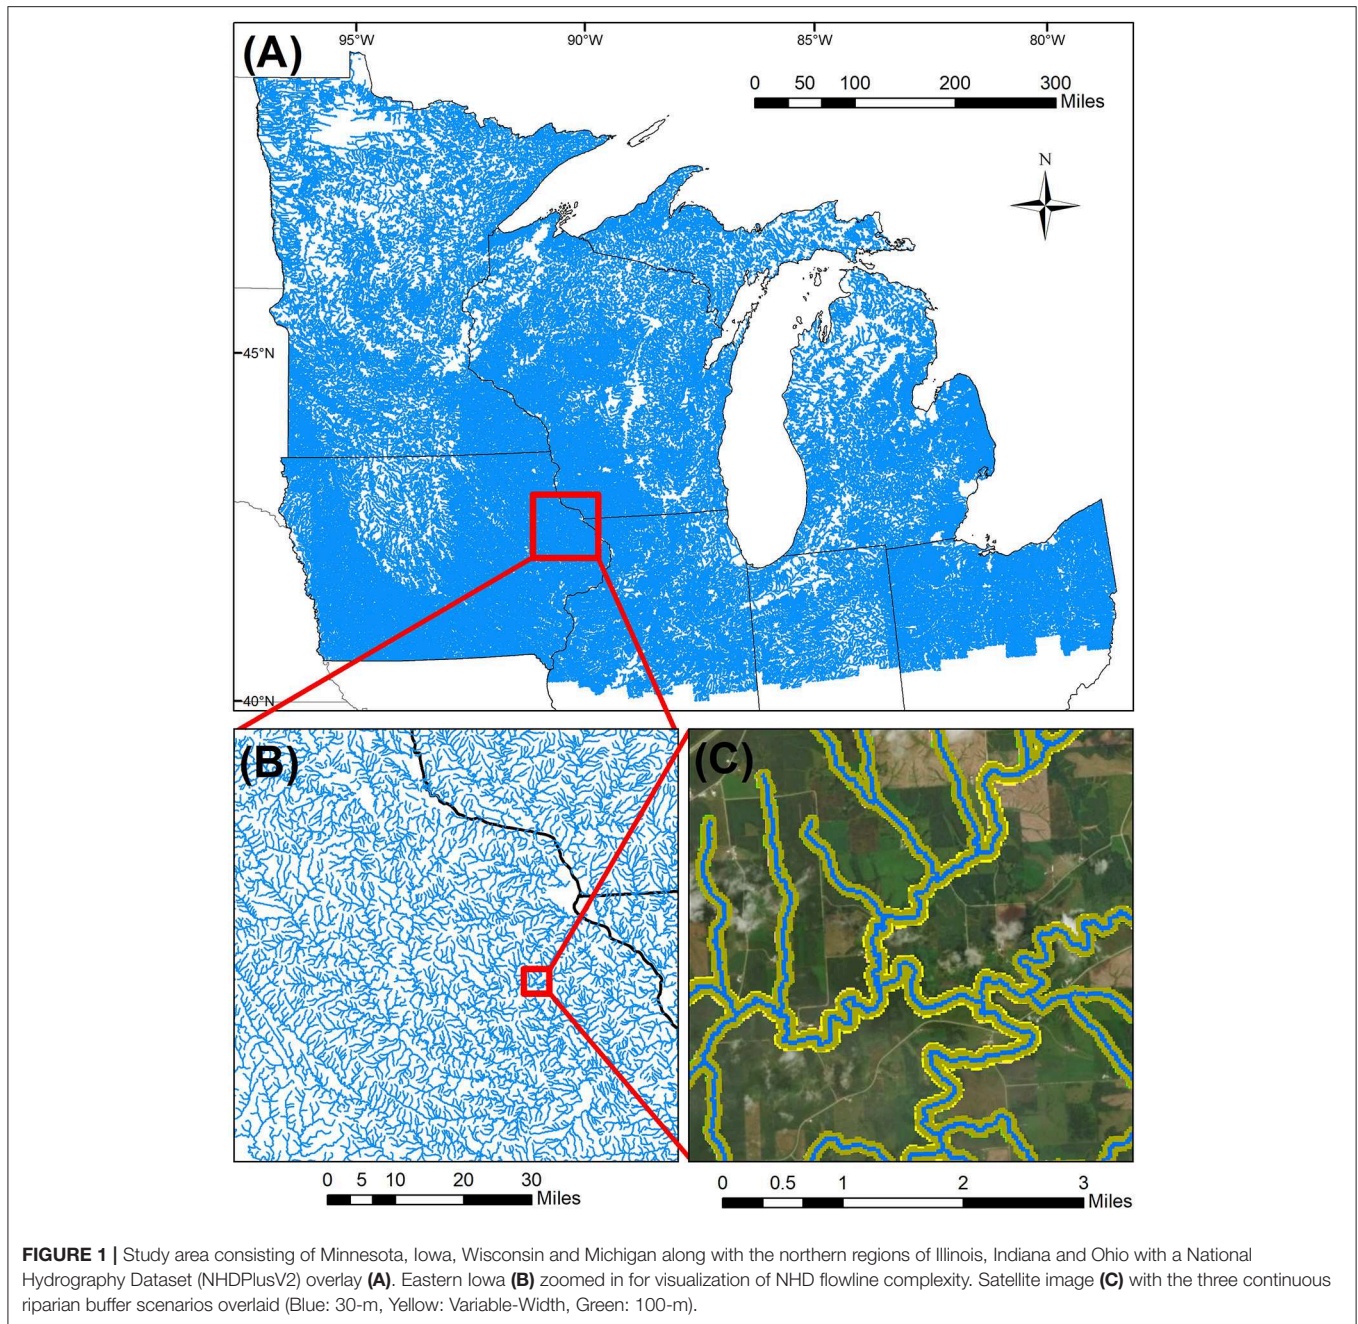 95°W 90°W 85°W 80°W
(A)
0 50 100 200 300
Miles
N
45°N
40°N
(B)
(C)
0 5 10 20 30
Miles
0 0.5 1 2 3
Miles
FIGURE 1 | Study area consisting of Minnesota, Iowa, Wisconsin and Michigan along with the northern regions of Illinois, Indiana and Ohio with a National
Hydrography Dataset (NHDPlusV2) overlay (A). Eastern Iowa (B) zoomed in for visualization of NHD flowline complexity. Satellite image (C) with the three continuous
riparian buffer scenarios overlaid (Blue: 30-m, Yellow: Variable-Width, Green: 100-m).